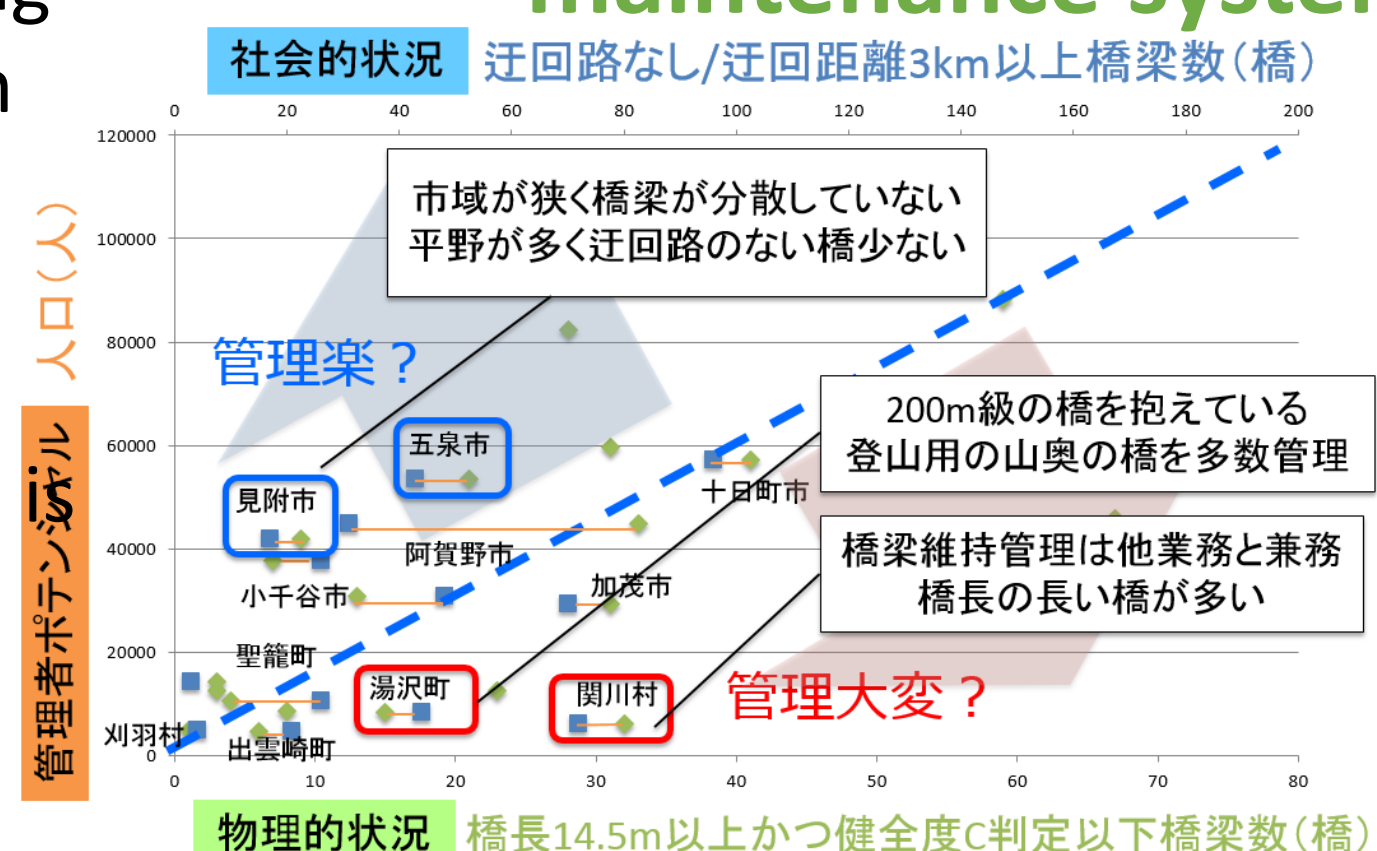 maintenance
社会的状況 迂回路なし/迂回距離3km以上橋梁数（橋）
0 20 40 60 80 100 120 140 160 180 200
120000
100000
80000
60000
40000
20000
0
人口（人）
管理者ポテンシャル
is
市域が狭く橋梁が分散していない
平野が多く迂回路のない橋少ない
管理楽？
200m級の橋を抱えている
登山用の山奥の橋を多数管理
五泉市
見附市
十日町市
橋梁維持管理は他業務と兼務
橋長の長い橋が多い
阿賀野市
小千谷市
加茂市
聖籠町
湯沢町
関川村
管理大変？
刈羽村
出雲崎町
0 10 20 30 40 50 60 70 80
物理的状況 橋長14.5m以上かつ健全度C判定以下橋梁数（橋）